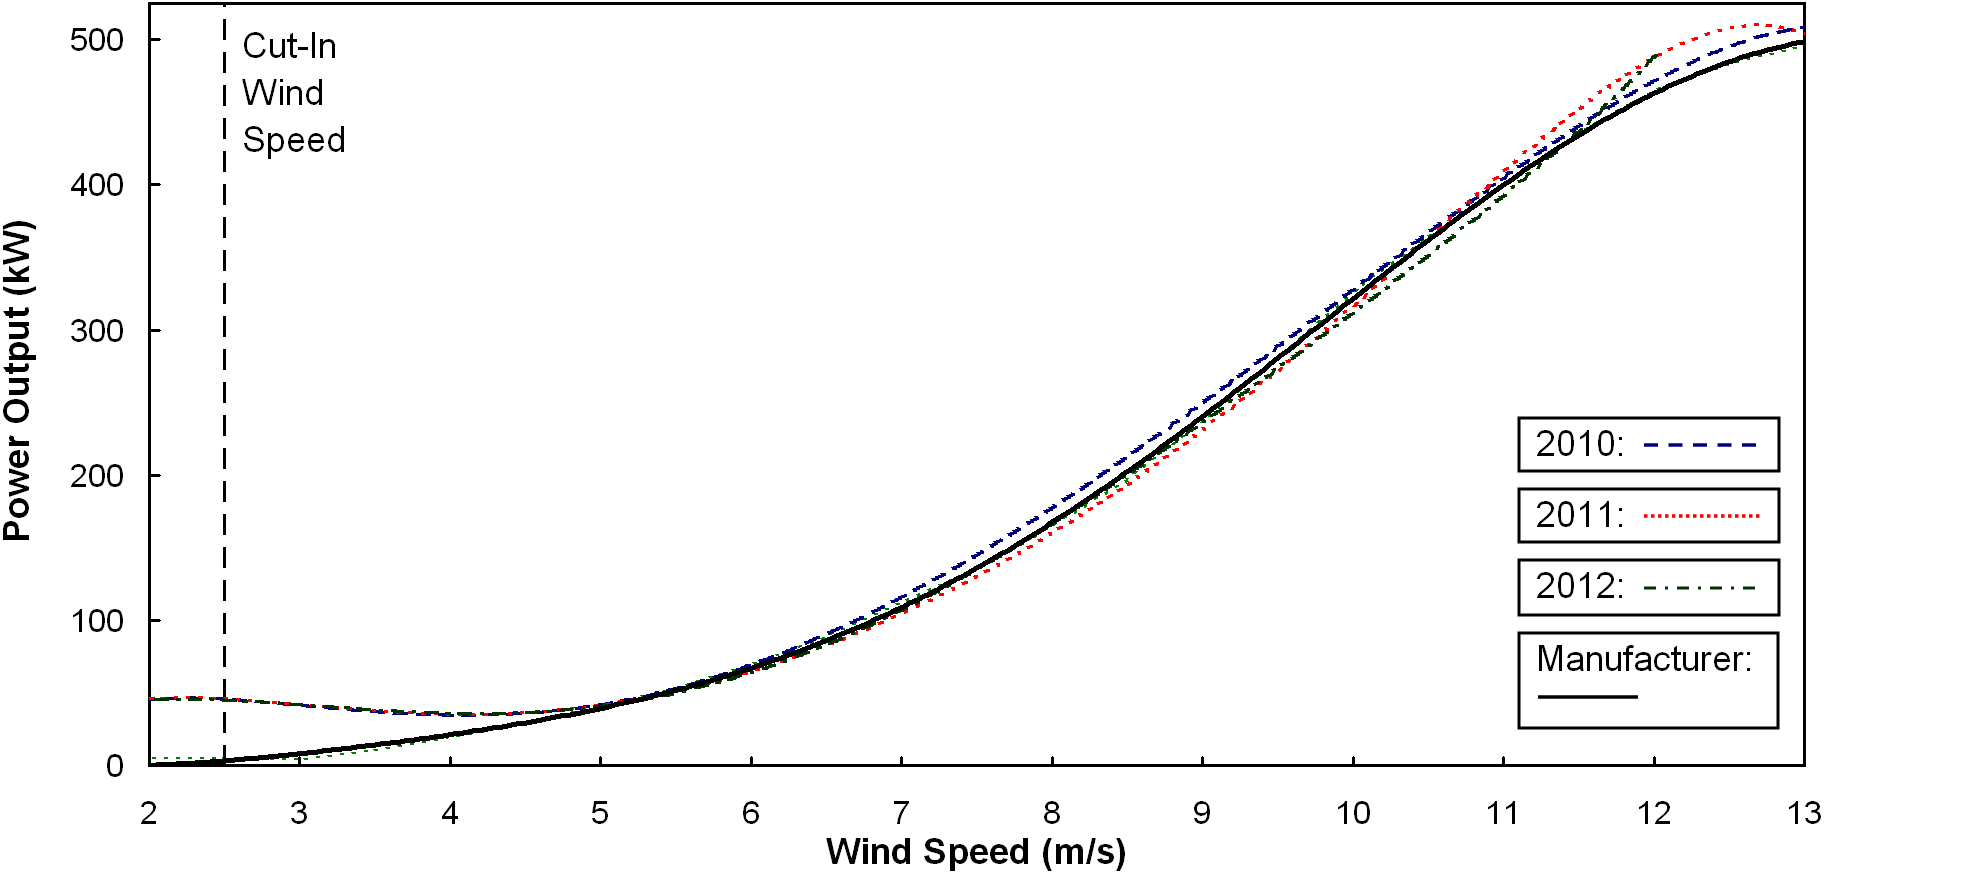 500
400
300
200
100
0
Power Output (kW)
Cut-In
Wind
Speed
2010:
2011:
2012:
Manufacturer:
2 3 4 5 6 7 8 9 10 11 12 13
Wind Speed (m/s)